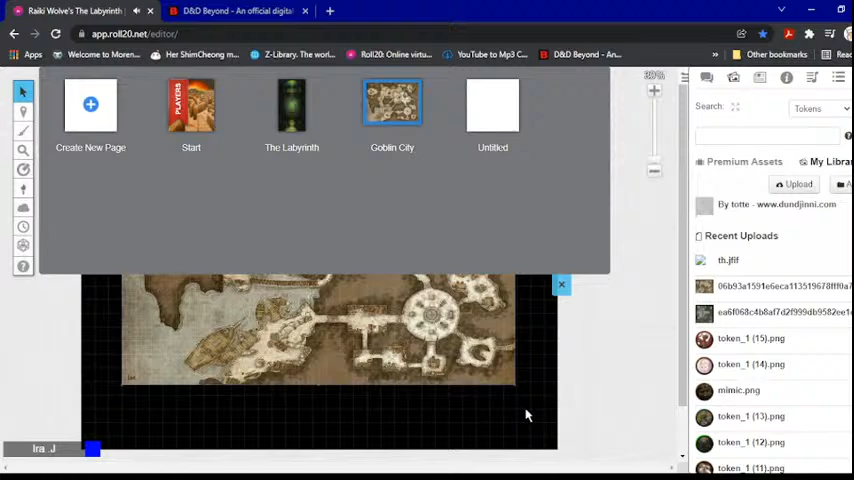 Raiki Wolve's The Labyrinth
D&D Beyond - An official digital
app.roll20.net/editor/
Apps
Welcome to Moren...
Her ShimCheong m...
Z-Library. The worl...
Roll20: Online virtu...
YouTube to Mp3 C...
D&D Beyond - An...
»
Other bookmarks
Reac
PLAYERS
Create New Page
Start
The Labyrinth
Goblin City
Untitled
Search:
Tokens
Premium Assets
My Librar
Upload
By totte - www.dundjinni.com
Recent Uploads
th.jfif
token_1 (15).png
token_1 (14).png
mimic.png
token_1 (13).png
token_1 (12).png
token_1 (11).png
Ira .J